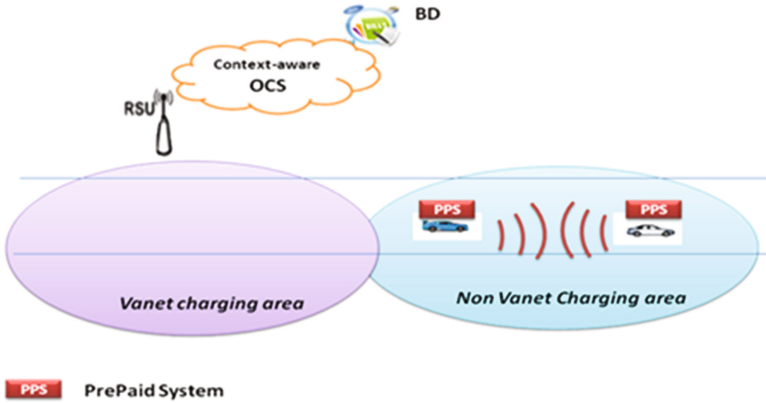 BD
Context-aware
OCS
RSU
PPS
PPS
Vanet charging area
Non Vanet Charging area
PPS PrePaid System